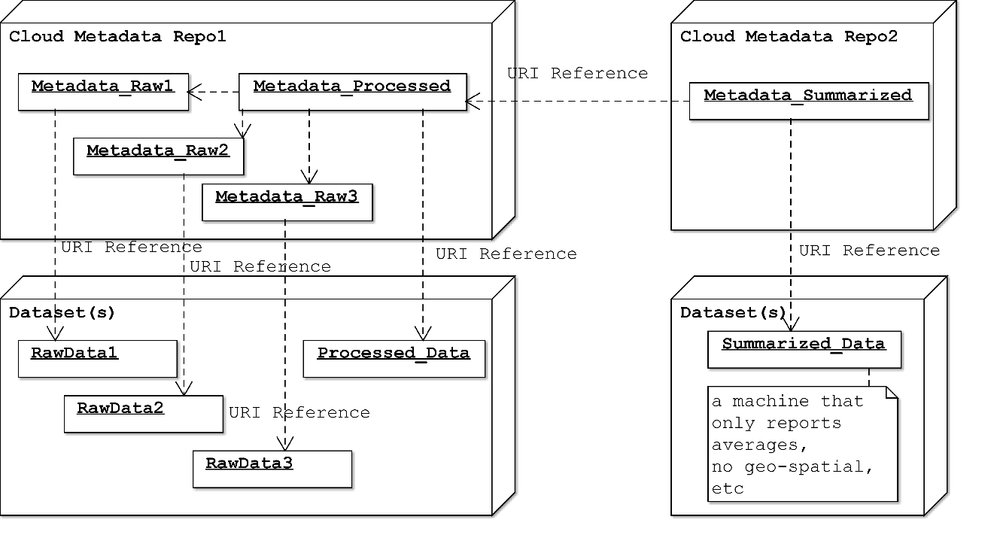 Cloud Metadata Repo1
Cloud Metadata Repo2
URI Reference
Metadata_Raw1
Metadata_Processed
Metadata_Summarized
Metadata_Raw2
Metadata_Raw3
URI Reference
URI Reference
URI Reference
URI Reference
Dataset(s)
Dataset(s)
RawData1
Processed_Data
Summarized_Data
RawData2
URI Reference
RawData3
a machine that
only reports
averages,
no geo-spatial,
etc